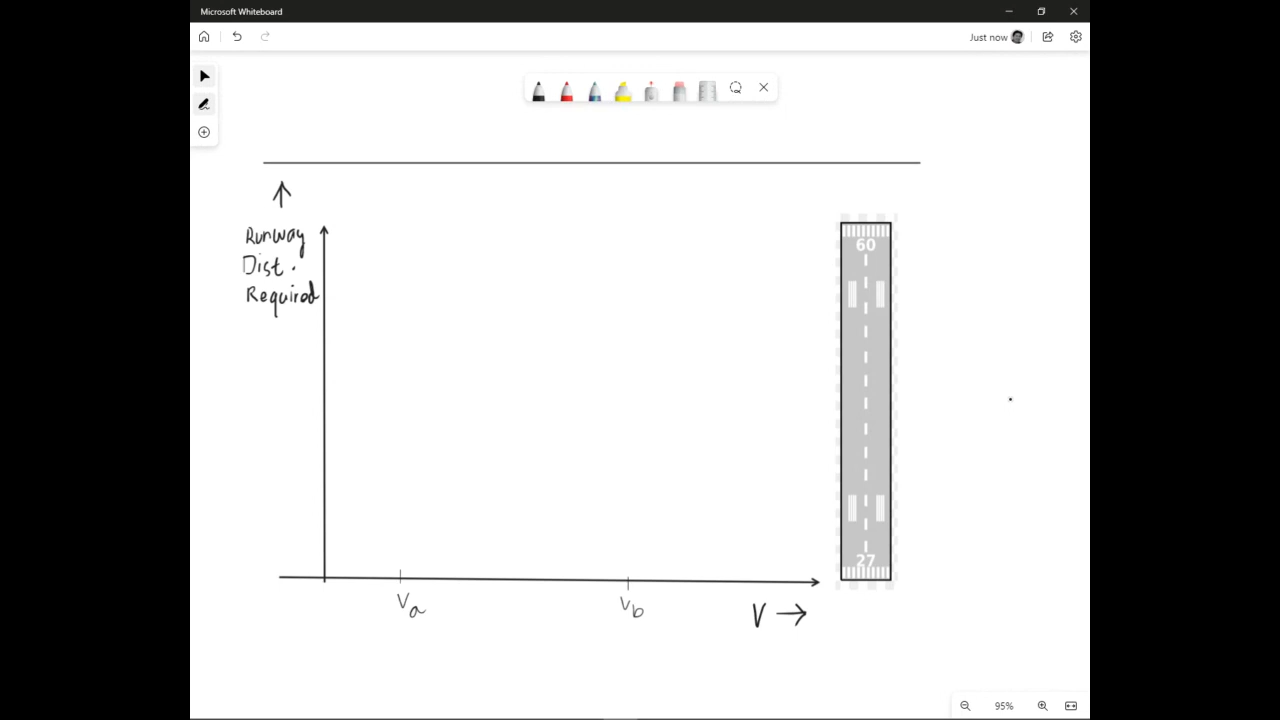 Microsoft Whiteboard
Just now
Runway
Dist.
Required
60
27
Va
Vb
V →
95%